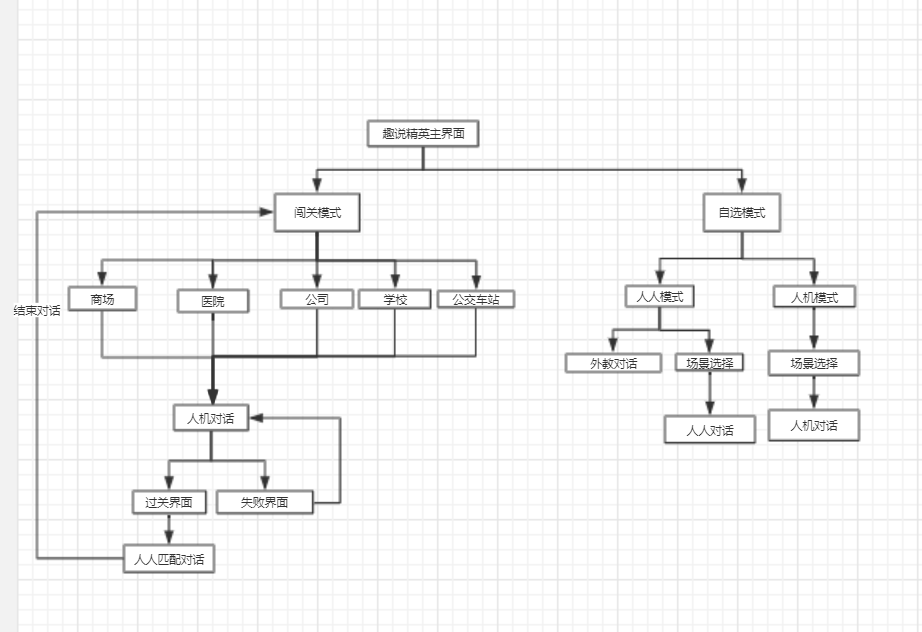 趣说精英主界面
闯关模式
自选模式
商场
医院
公司
学校
公交车站
人人模式
人机模式
结束对话
外教对话
场景选择
场景选择
人机对话
人人对话
人机对话
过关界面
失败界面
人人匹配对话